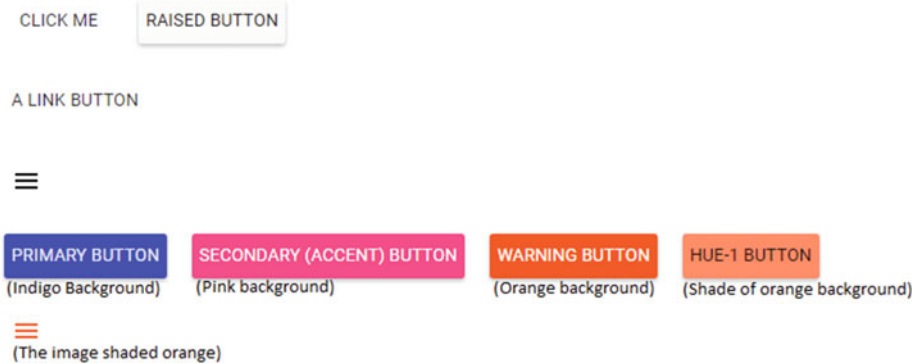 CLICK ME RAISED BUTTON
A LINK BUTTON
PRIMARY BUTTON SECONDARY (ACCENT) BUTTON WARNING BUTTON HUE-1 BUTTON
(Indigo Background) (Pink background) (Orange background) (Shade of orange background)
(The image shaded orange)